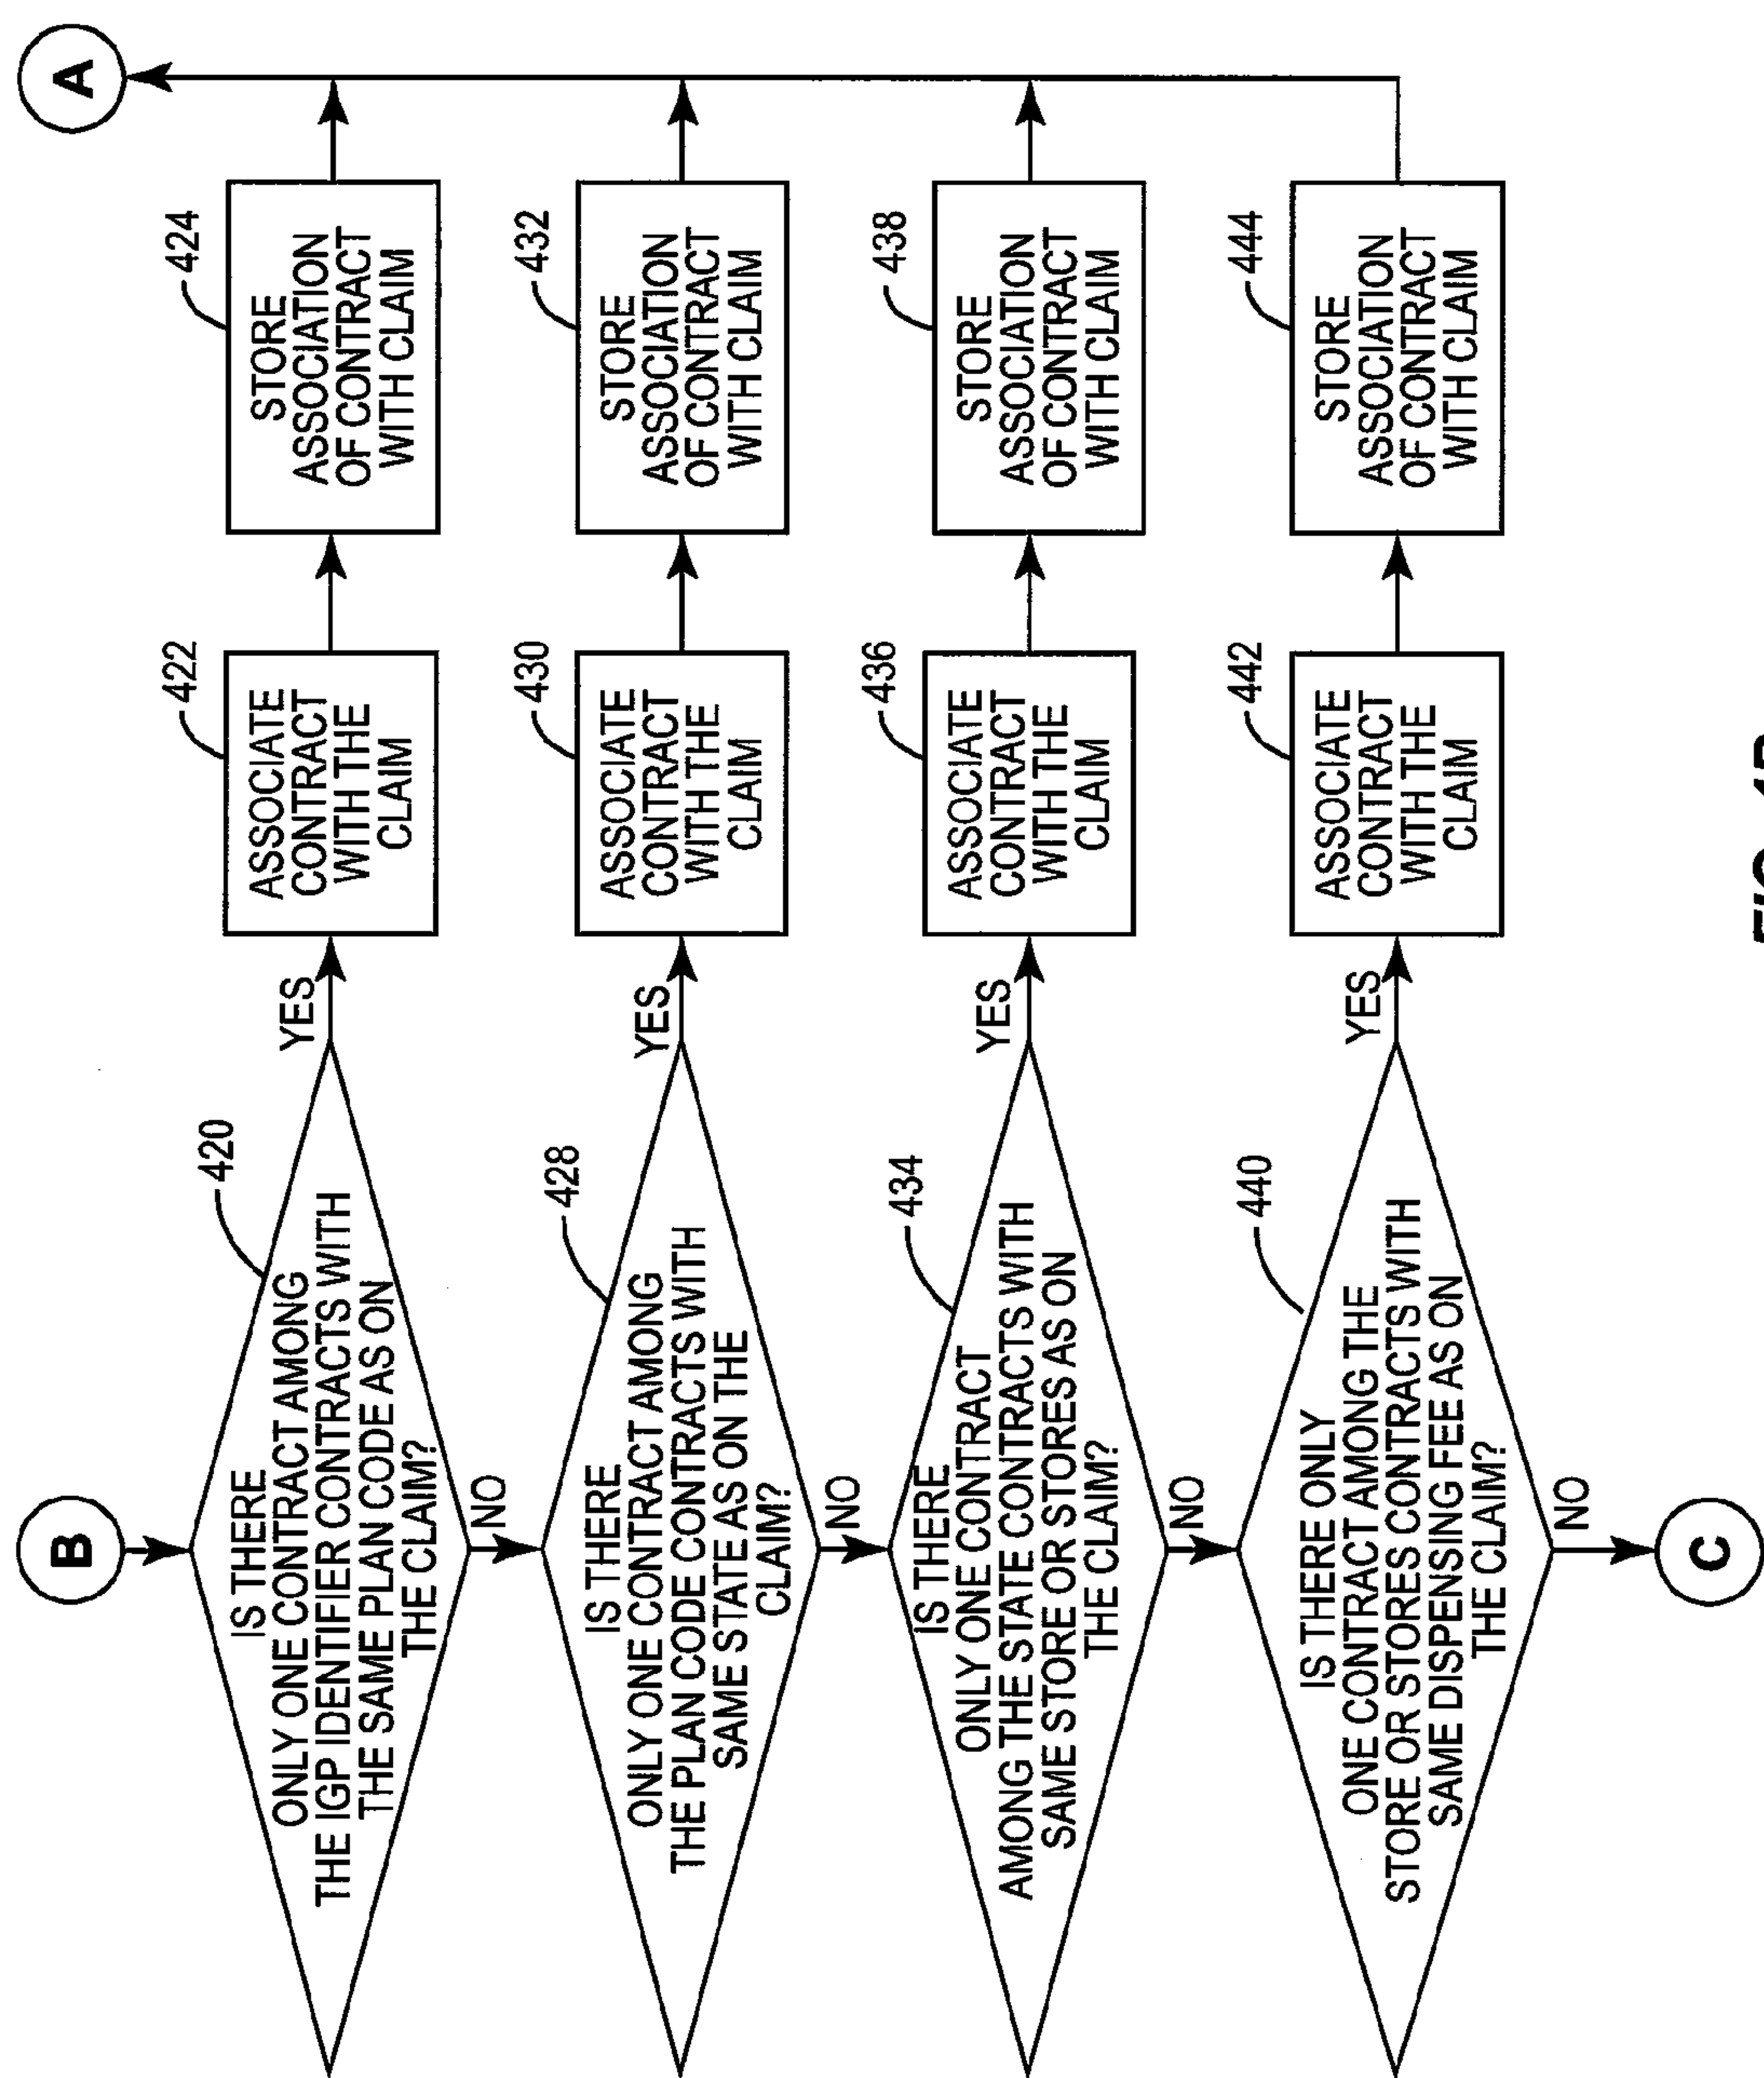 B
A
420
IS THERE
ONLY ONE CONTRACT AMONG
THE IGP IDENTIFIER CONTRACTS WITH
THE SAME PLAN CODE AS ON
THE CLAIM?
YES
422
ASSOCIATE
CONTRACT
WITH THE
CLAIM
424
STORE
ASSOCIATION
OF CONTRACT
WITH CLAIM
NO
428
IS THERE
ONLY ONE CONTRACT AMONG
THE PLAN CODE CONTRACTS WITH
SAME STATE AS ON THE
CLAIM?
YES
430
ASSOCIATE
CONTRACT
WITH THE
CLAIM
432
STORE
ASSOCIATION
OF CONTRACT
WITH CLAIM
NO
434
IS THERE
ONLY ONE CONTRACT
AMONG THE STATE CONTRACTS WITH
SAME STORE OR STORES AS ON
THE CLAIM?
YES
436
ASSOCIATE
CONTRACT
WITH THE
CLAIM
438
STORE
ASSOCIATION
OF CONTRACT
WITH CLAIM
NO
440
IS THERE ONLY
ONE CONTRACT AMONG THE
STORE OR STORES CONTRACTS WITH
SAME DISPENSING FEE AS ON
THE CLAIM?
YES
442
ASSOCIATE
CONTRACT
WITH THE
CLAIM
444
STORE
ASSOCIATION
OF CONTRACT
WITH CLAIM
NO
C